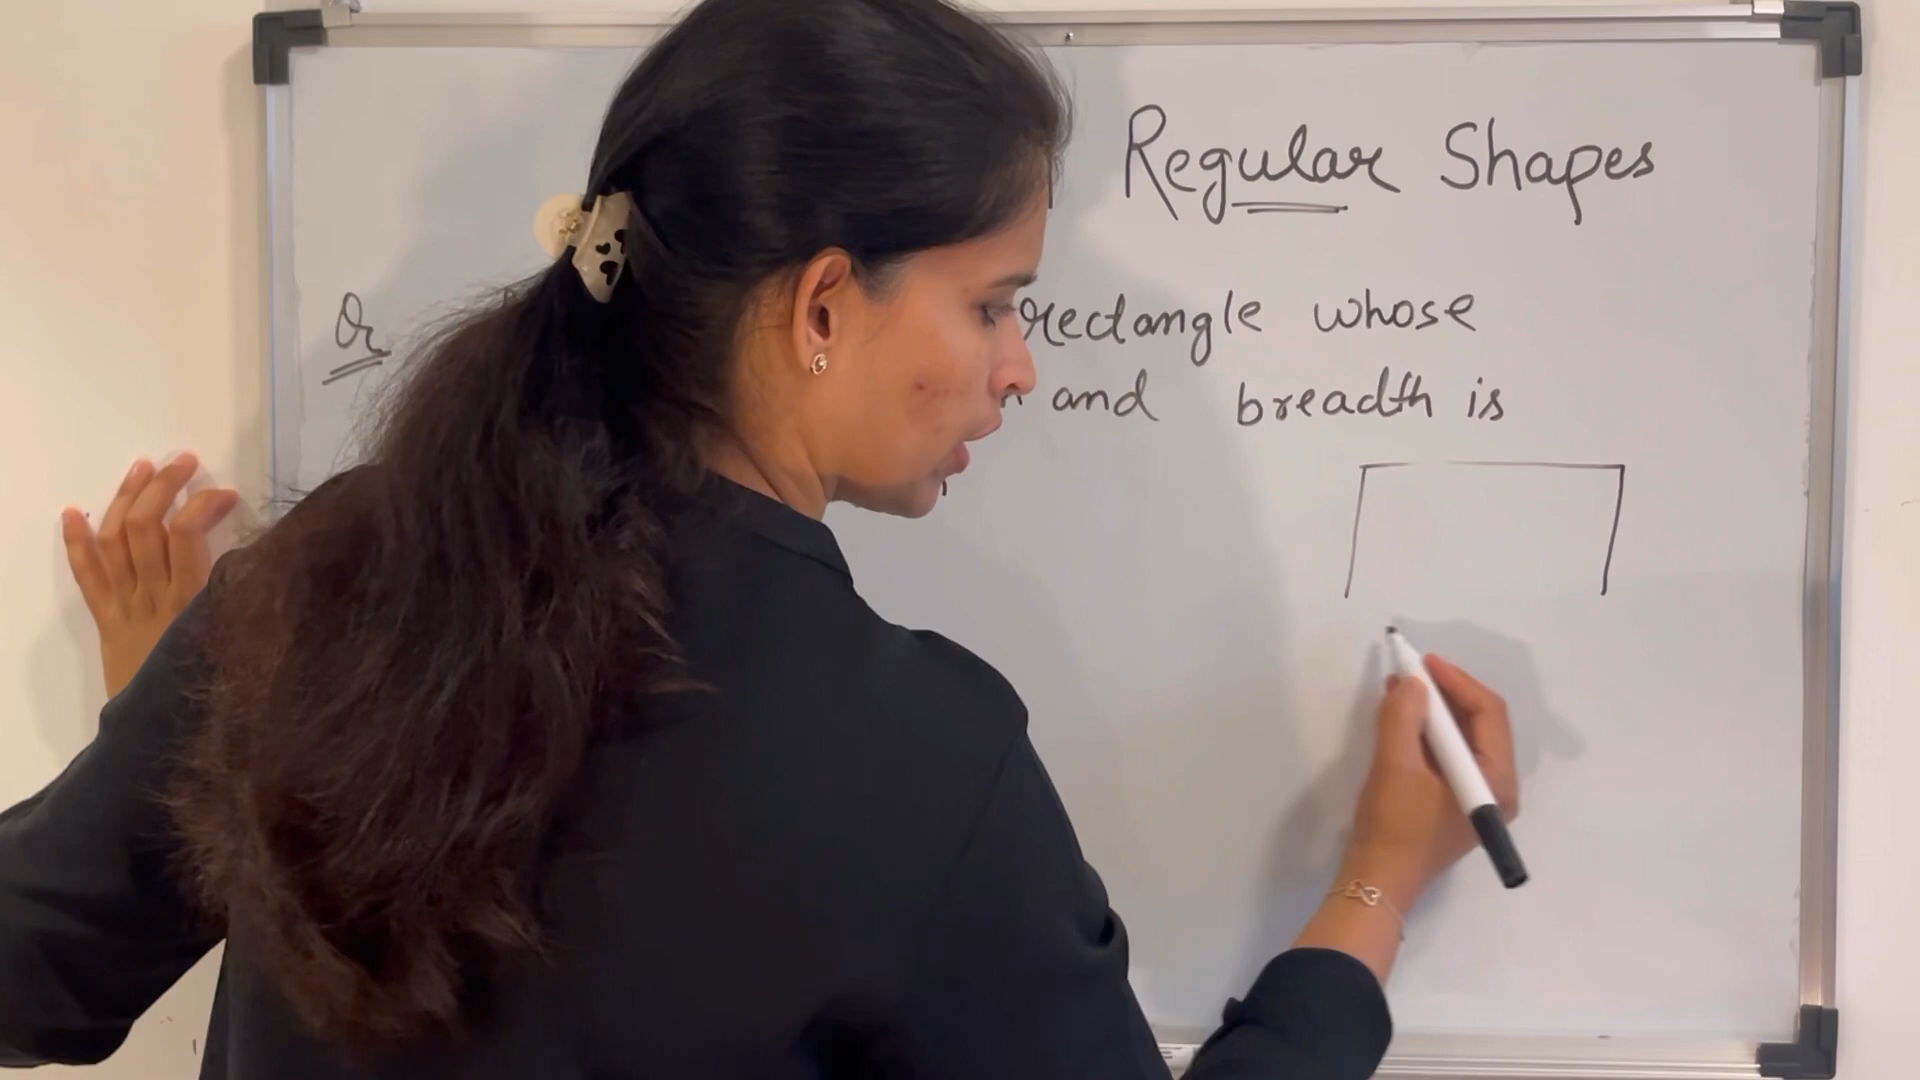 Regular Shapes
Q rectangle whose
and breadth is